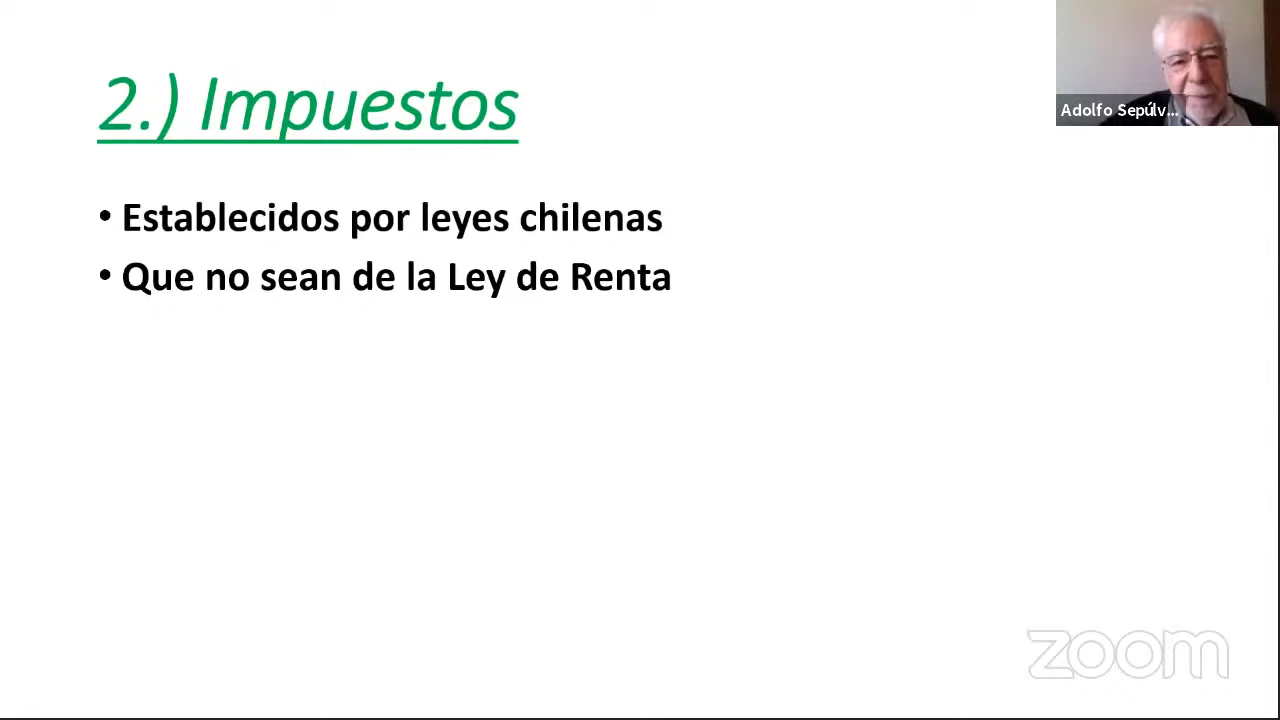 2.) Impuestos
Adolfo Sepúlv...
• Establecidos por leyes chilenas
• Que no sean de la Ley de Renta
zoom